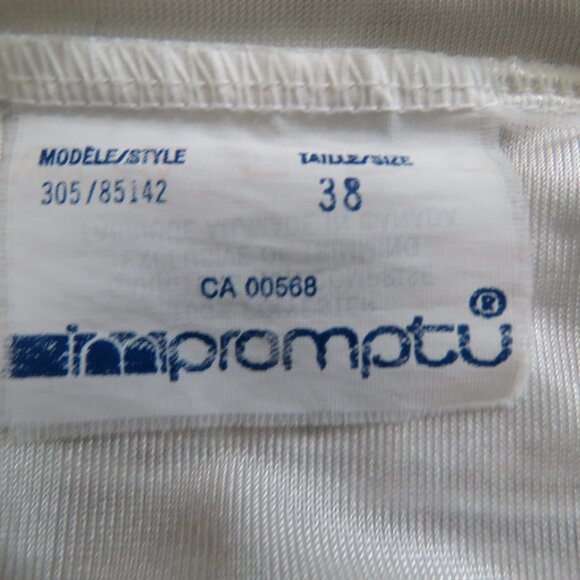 MODÈLE/STYLE TAILLE/SIZE
305/85142 38
CA 00568
impromptu®